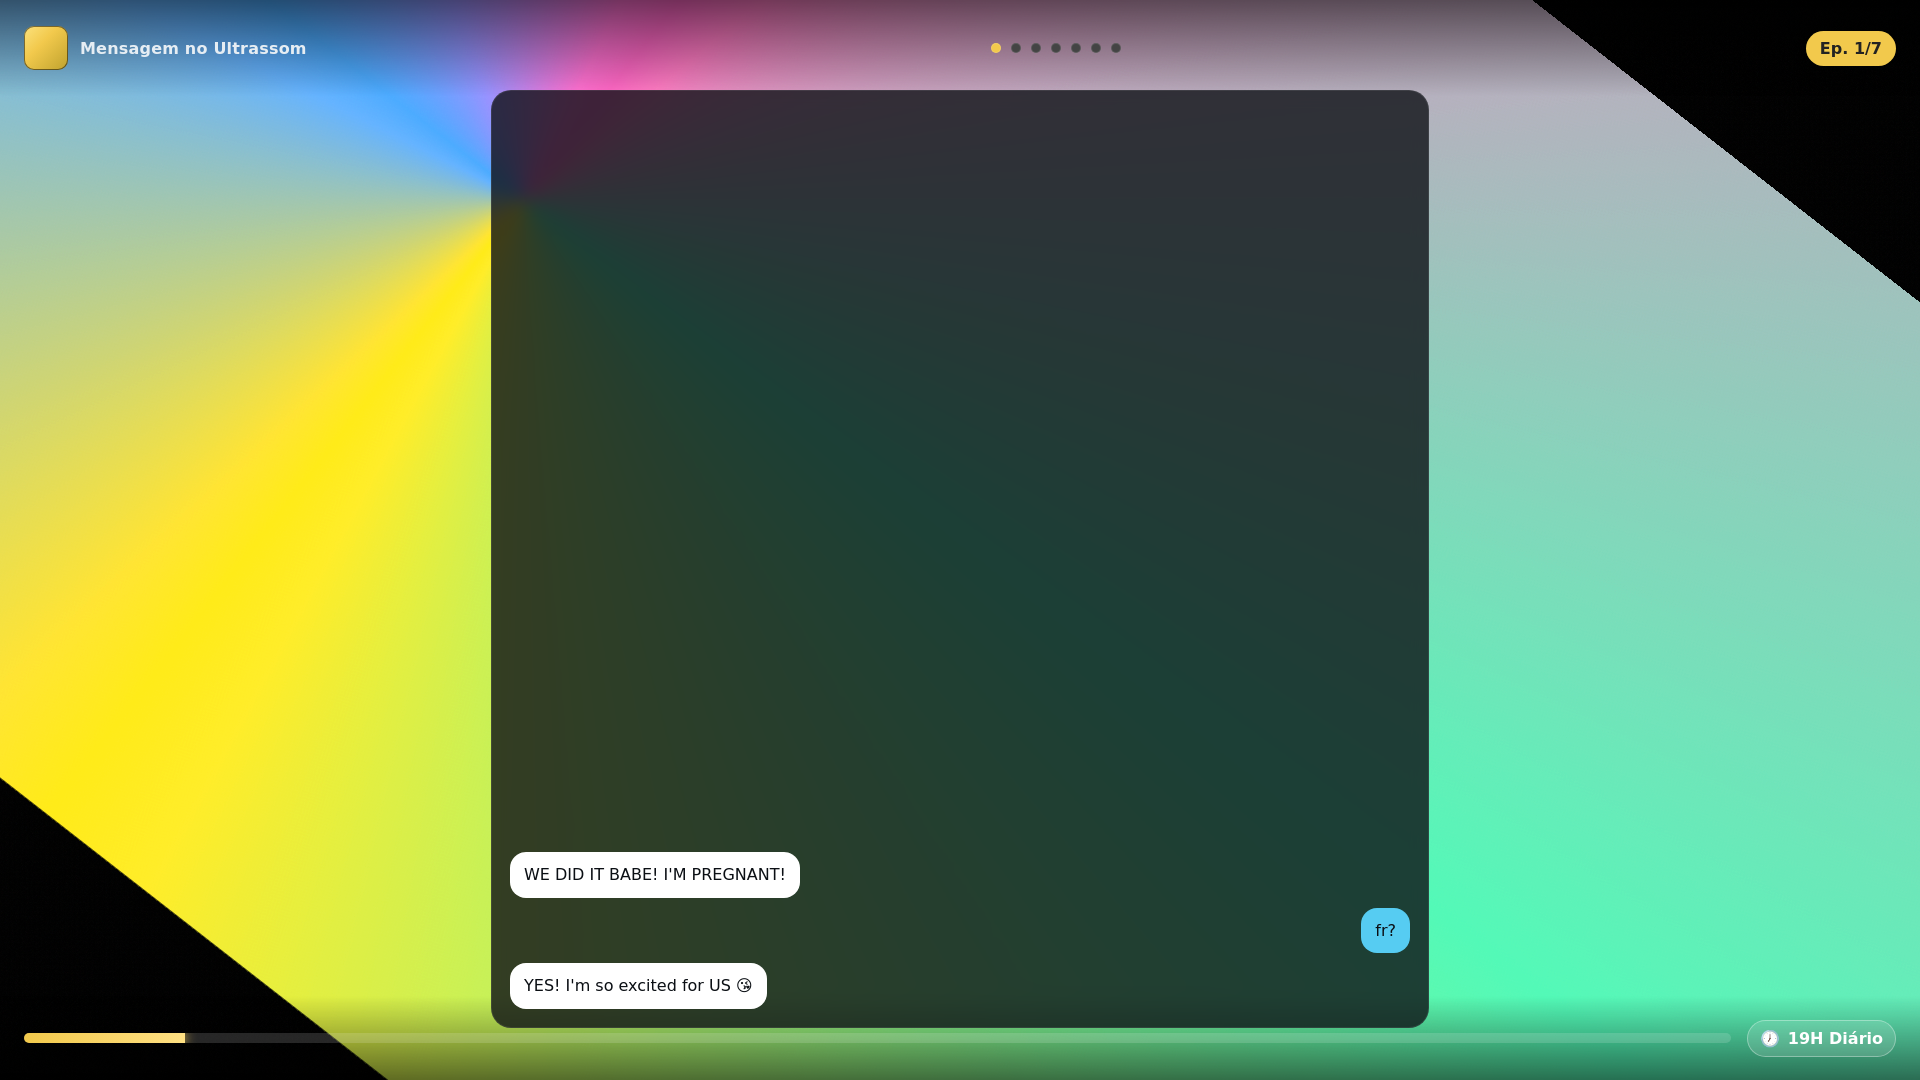 Mensagem no Ultrassom
Ep. 1/7
WE DID IT BABE! I'M PREGNANT!
fr?
YES! I'm so excited for US 😘
🕖 19H Diário